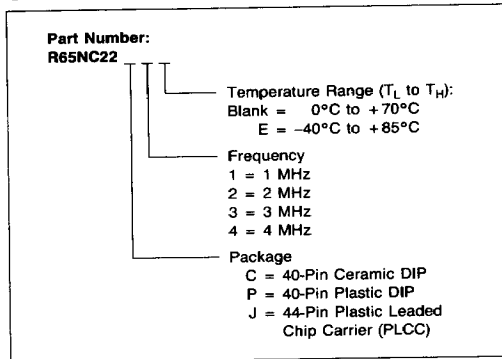 Part Number:
R65NC22 _ _ _
Temperature Range (TL to TH):
Blank = 0°C to +70°C
E = –40°C to +85°C
Frequency
1 = 1 MHz
2 = 2 MHz
3 = 3 MHz
4 = 4 MHz
Package
C = 40-Pin Ceramic DIP
P = 40-Pin Plastic DIP
J = 44-Pin Plastic Leaded
Chip Carrier (PLCC)